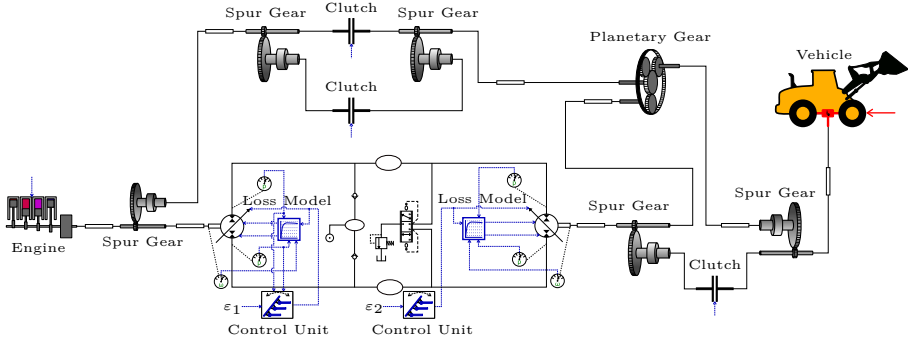 Spur Gear
Clutch
Spur Gear
Planetary Gear
Vehicle
Clutch
Loss Model
Loss Model
Spur Gear
Spur Gear
Engine
Spur Gear
Clutch
ε1
Control Unit
ε2
Control Unit